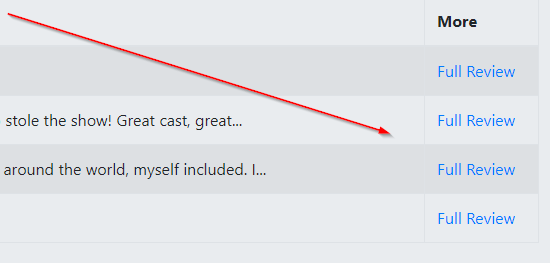 More
Full Review
stole the show! Great cast, great... Full Review
around the world, myself included. I... Full Review
Full Review